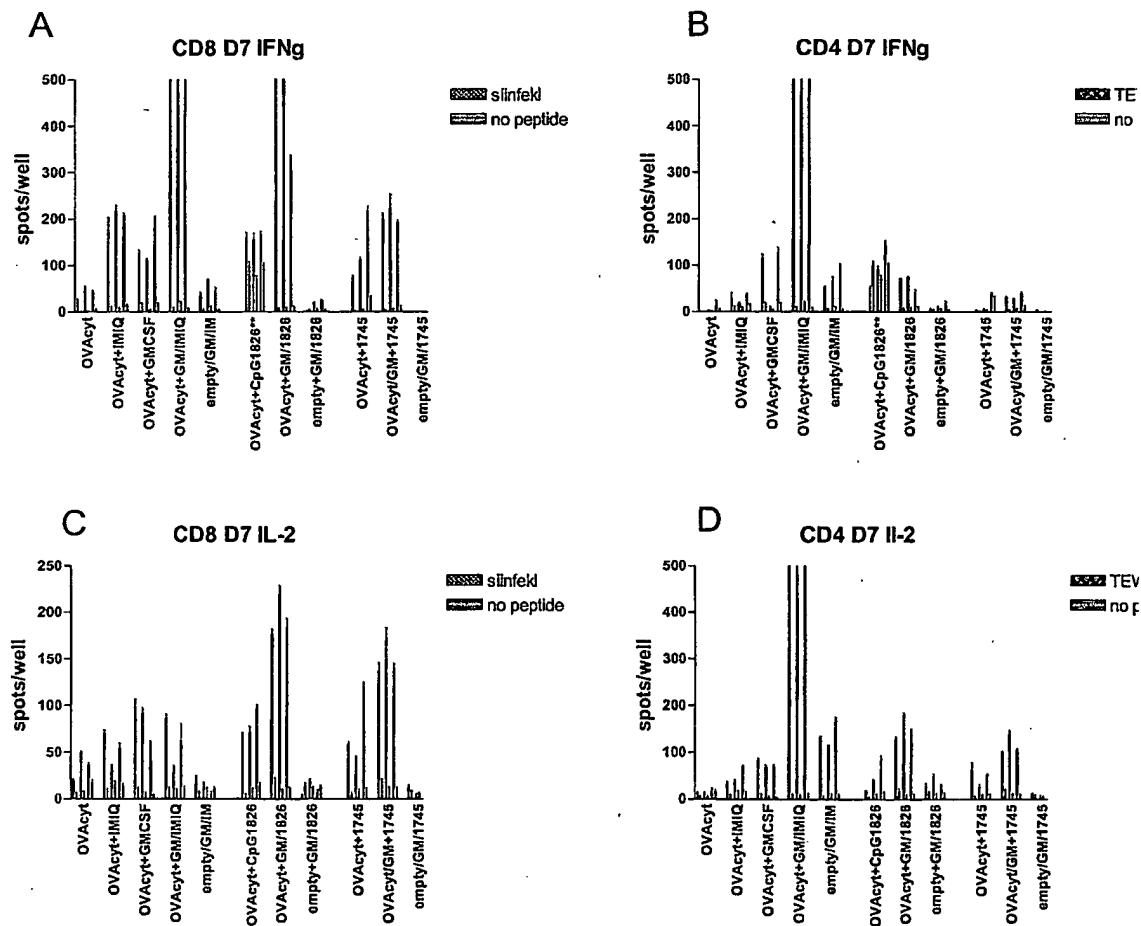 A
CD8 D7 IFNg
spots/well
500
400
300
200
100
0
siinfekl
no peptide
OVAcyt
OVAcyt+IMIQ
OVAcyt+GMCSF
OVAcyt+GM/IMIQ
empty/GM/IM
OVAcyt+CpG1826**
OVAcyt+GM/1826
empty+GM/1826
OVAcyt+1745
OVAcyt/GM+1745
empty/GM/1745
B
CD4 D7 IFNg
spots/well
500
400
300
200
100
0
TE
no
OVAcyt
OVAcyt+IMIQ
OVAcyt+GMCSF
OVAcyt+GM/IMIQ
empty/GM/IM
OVAcyt+CpG1826**
OVAcyt+GM/1826
empty+GM/1826
OVAcyt+1745
OVAcyt/GM+1745
empty/GM/1745
C
CD8 D7 IL-2
spots/well
250
200
150
100
50
0
siinfekl
no peptide
OVAcyt
OVAcyt+IMIQ
OVAcyt+GMCSF
OVAcyt+GM/IMIQ
empty/GM/IM
OVAcyt+CpG1826
OVAcyt+GM/1826
empty+GM/1826
OVAcyt+1745
OVAcyt/GM+1745
empty/GM/1745
D
CD4 D7 Il-2
spots/well
500
400
300
200
100
0
TEV
no p
OVAcyt
OVAcyt+IMIQ
OVAcyt+GMCSF
OVAcyt+GM/IMIQ
empty/GM/IM
OVAcyt+CpG1826
OVAcyt+GM/1826
empty+GM/1826
OVAcyt+1745
OVAcyt/GM+1745
empty/GM/1745